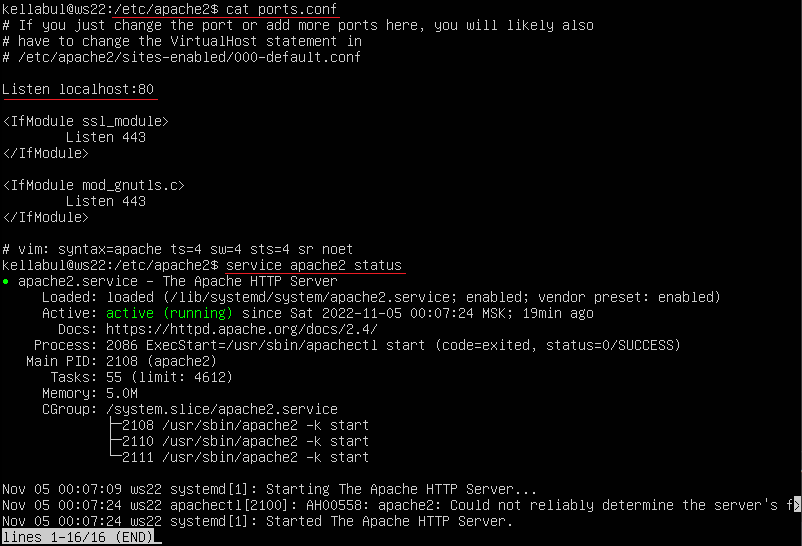 kellabul@ws22:/etc/apache2$ cat ports.conf
# If you just change the port or add more ports here, you will likely also
# have to change the VirtualHost statement in
# /etc/apache2/sites-enabled/000-default.conf
Listen localhost:80
<IfModule ssl_module>
        Listen 443
</IfModule>
<IfModule mod_gnutls.c>
        Listen 443
</IfModule>
# vim: syntax=apache ts=4 sw=4 sts=4 sr noet
kellabul@ws22:/etc/apache2$ service apache2 status
● apache2.service - The Apache HTTP Server
     Loaded: loaded (/lib/systemd/system/apache2.service; enabled; vendor preset: enabled)
     Active: active (running) since Sat 2022-11-05 00:07:24 MSK; 19min ago
       Docs: https://httpd.apache.org/docs/2.4/
    Process: 2086 ExecStart=/usr/sbin/apachectl start (code=exited, status=0/SUCCESS)
   Main PID: 2108 (apache2)
      Tasks: 55 (limit: 4612)
     Memory: 5.0M
     CGroup: /system.slice/apache2.service
             ├─2108 /usr/sbin/apache2 -k start
             ├─2110 /usr/sbin/apache2 -k start
             └─2111 /usr/sbin/apache2 -k start
Nov 05 00:07:09 ws22 systemd[1]: Starting The Apache HTTP Server...
Nov 05 00:07:24 ws22 apachectl[2100]: AH00558: apache2: Could not reliably determine the server's f>
Nov 05 00:07:24 ws22 systemd[1]: Started The Apache HTTP Server.
lines 1-16/16 (END)